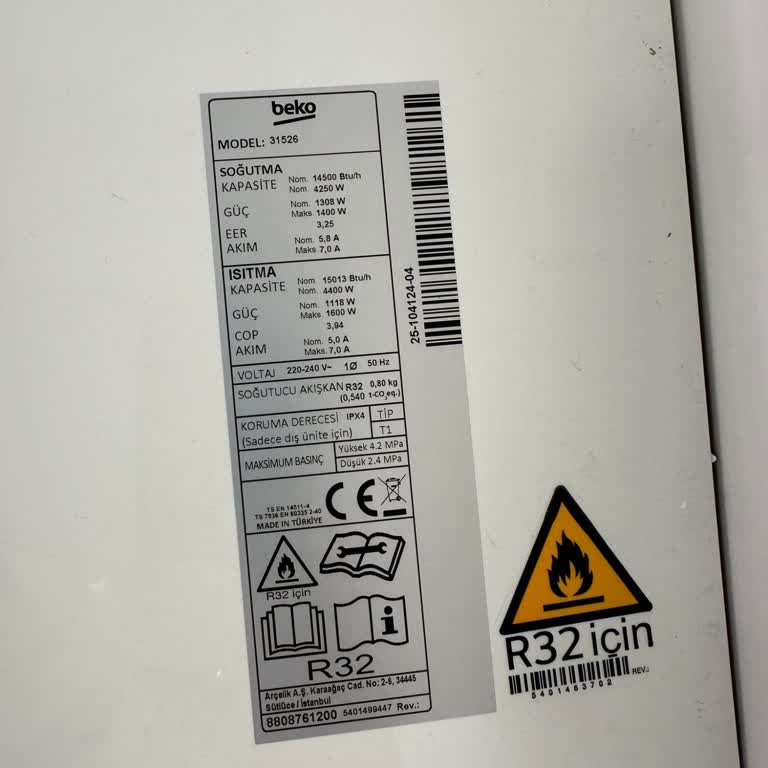 beko
MODEL: 31526
SOĞUTMA
KAPASİTE Nom. 14500 Btu/h
Nom. 4250 W
GÜÇ Nom. 1308 W
Maks. 1400 W
EER 3,25
AKIM Nom. 5,8 A
Maks 7,0 A
ISITMA
KAPASİTE Nom 15013 Btu/h
Nom. 4400 W
GÜÇ Nom. 1118 W
Maks. 1600 W
COP 3,94
AKIM Nom. 5,0 A
Maks. 7,0 A
VOLTAJ 220-240 V~ 1Ø 50 Hz
SOĞUTUCU AKIŞKAN R32 0,80 kg
(0,540 t-CO₂eq.)
KORUMA DERECESİ IPX4 TİP
(Sadece dış ünite için) T1
MAKSİMUM BASINÇ Yüksek 4.2 MPa
Düşük 2.4 MPa
TS EN 14511-4
TS 7936 EN 60335 2-40
MADE IN TÜRKİYE
CE
R32 için
i
R32
Arçelik A.Ş. Karaağaç Cad. No: 2-6, 34445
Sütlüce / İstanbul
8808761200 5401499447 Rev.:
25-104124-04
R32 için
REV.:
5401463702